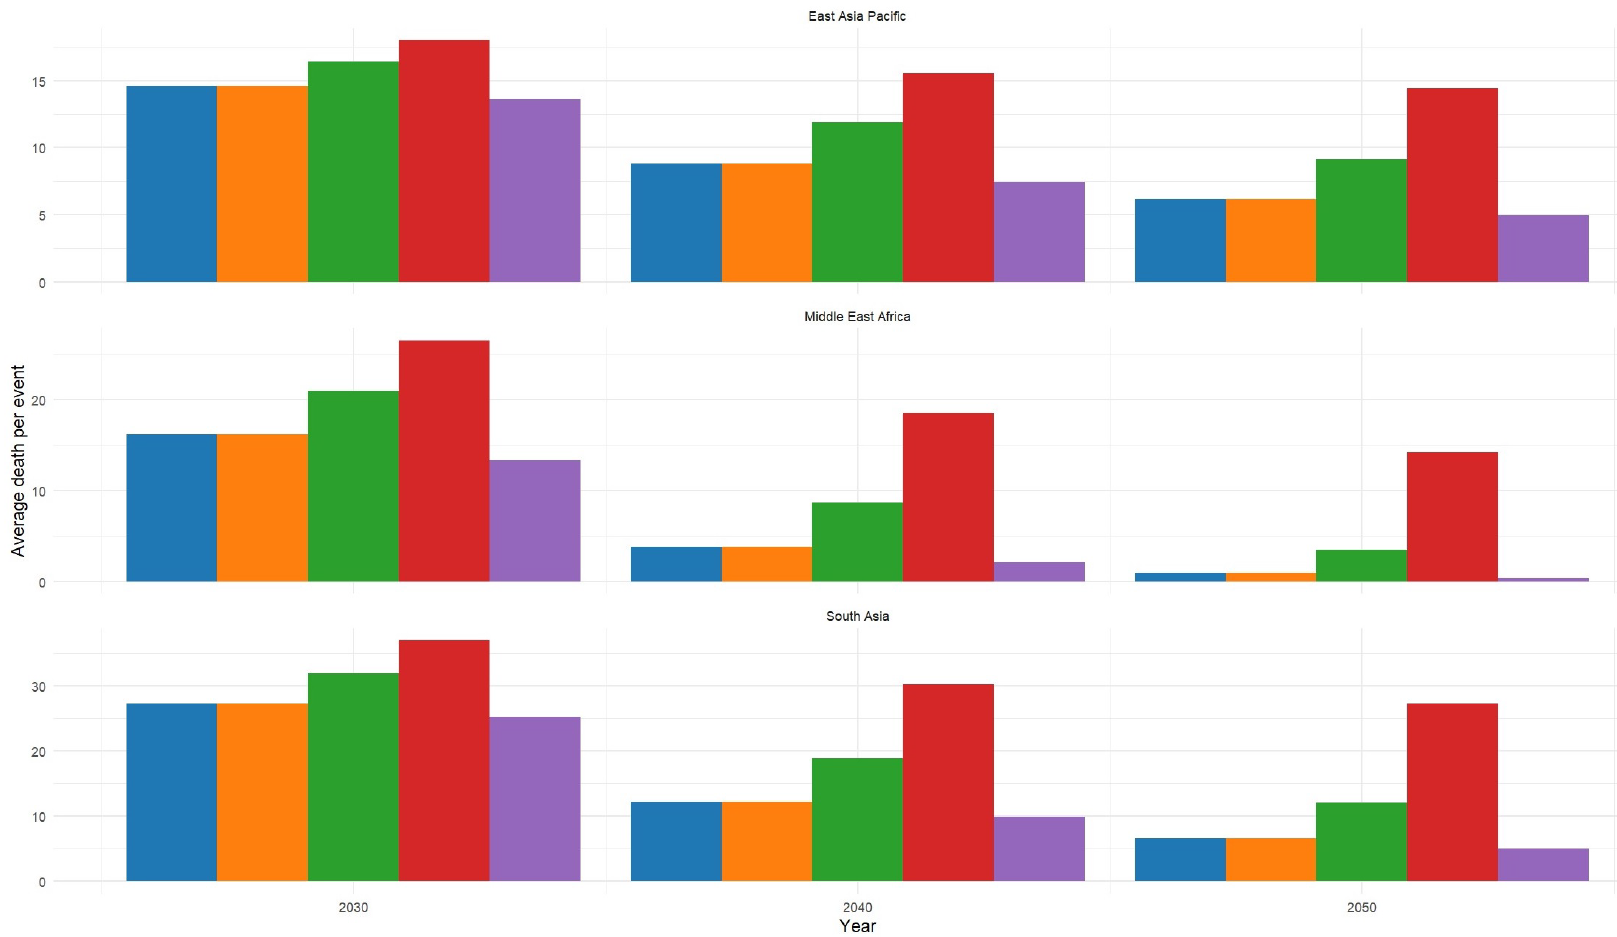 East Asia Pacific
15
10
5
0
Middle East Africa
20
10
0
South Asia
30
20
10
0
Average death per event
2030 2040 2050
Year